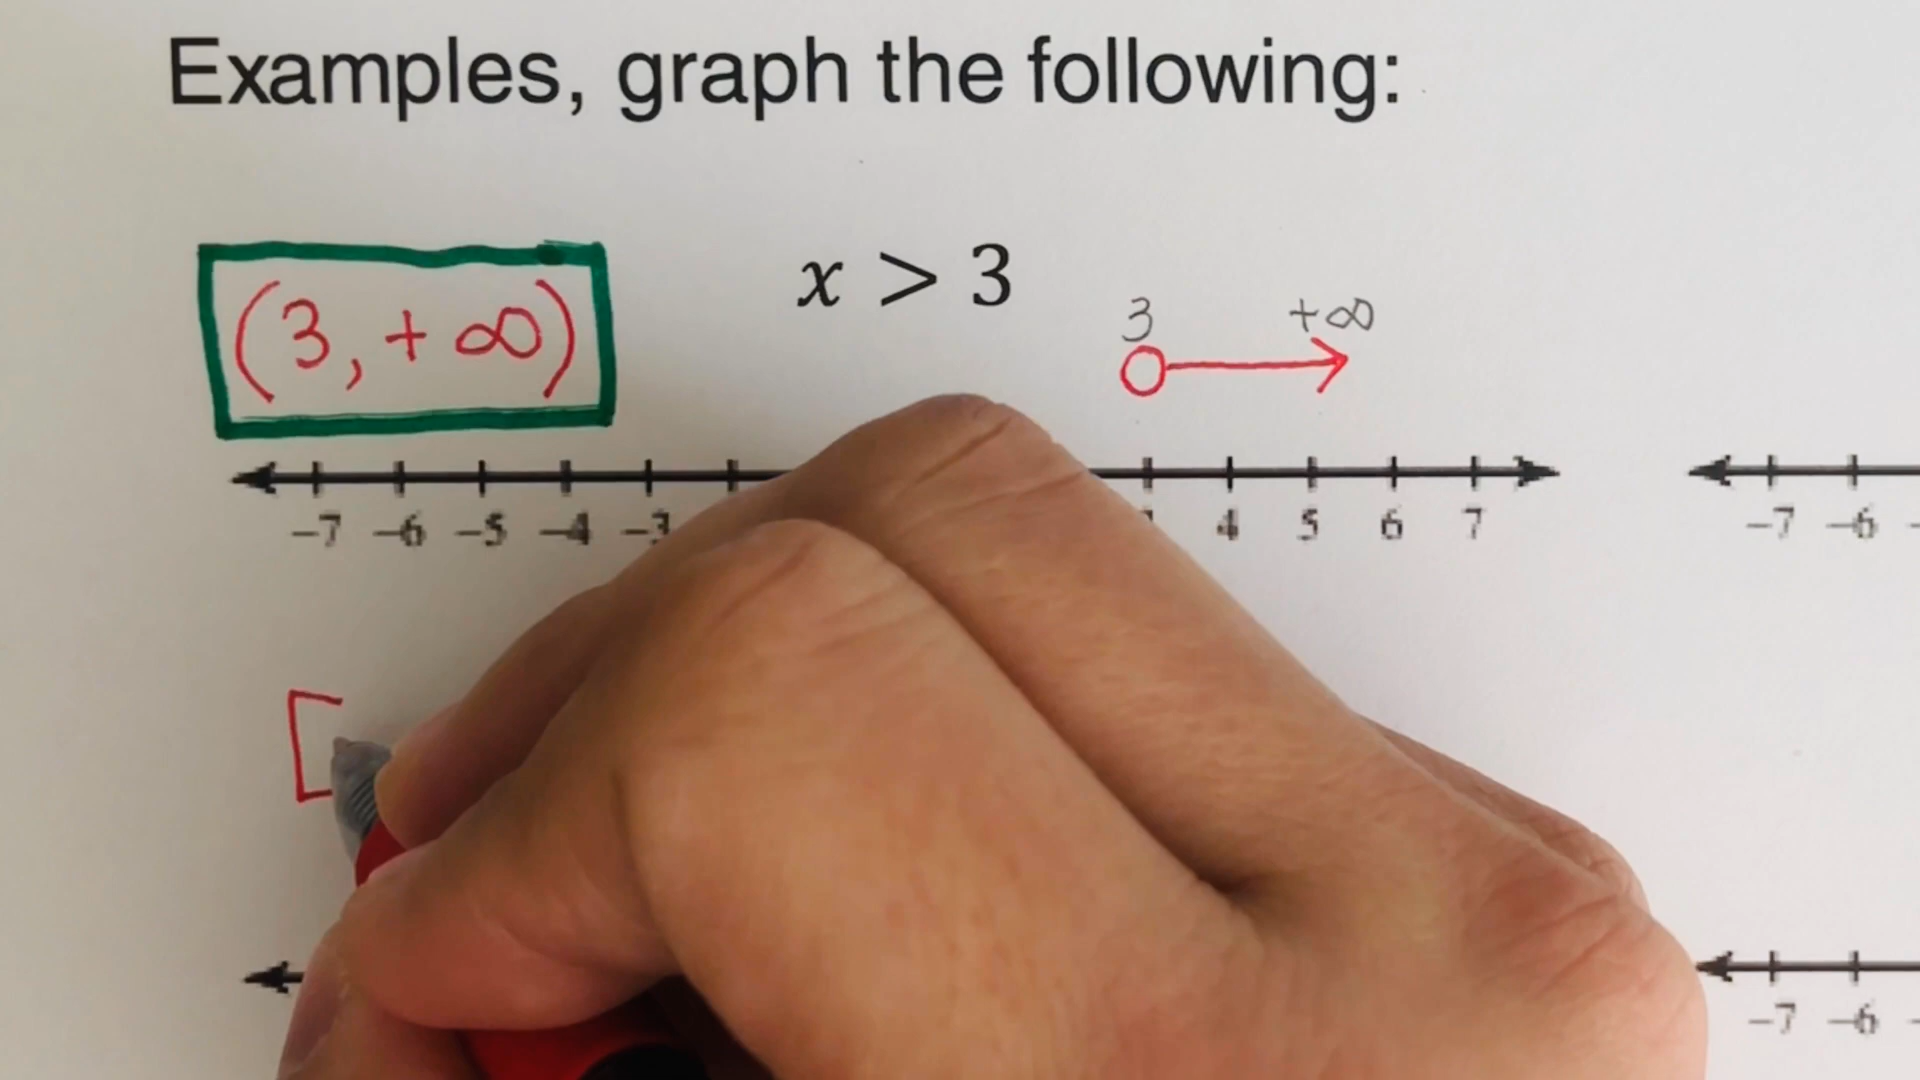 Examples, graph the following:
x > 3
(3, + ∞)
3 +∞
−7 −6 −5 −4 −3 4 5 6 7
−7 −6
[
−7 −6